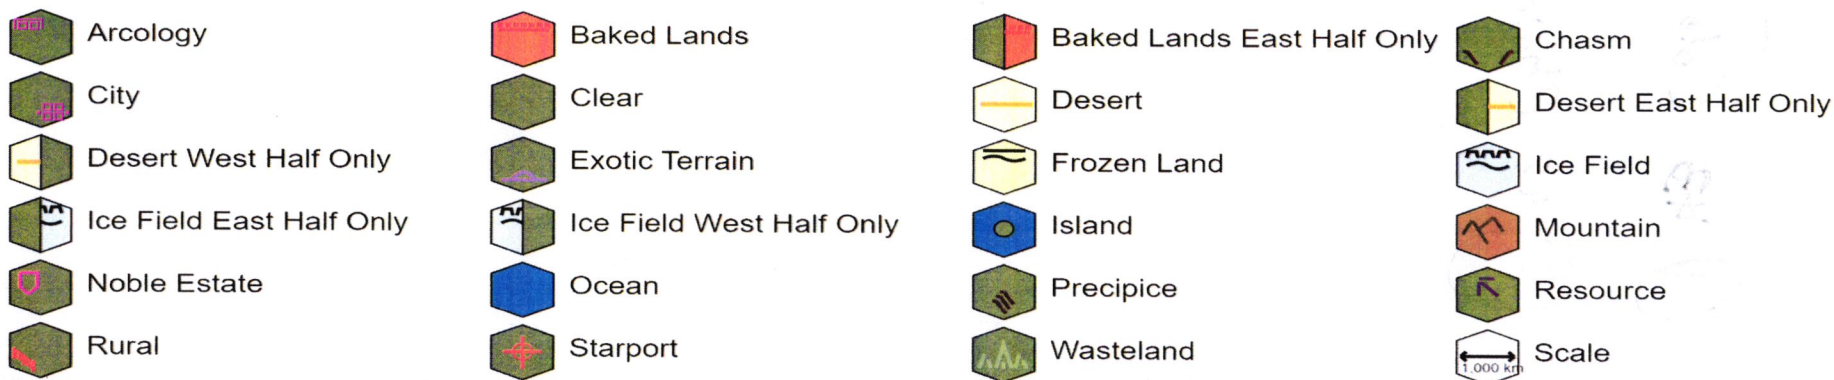 Arcology
Baked Lands
Baked Lands East Half Only
Chasm
City
Clear
Desert
Desert East Half Only
Desert West Half Only
Exotic Terrain
Frozen Land
Ice Field
Ice Field East Half Only
Ice Field West Half Only
Island
Mountain
Noble Estate
Ocean
Precipice
Resource
Rural
Starport
Wasteland
1,000 km
Scale